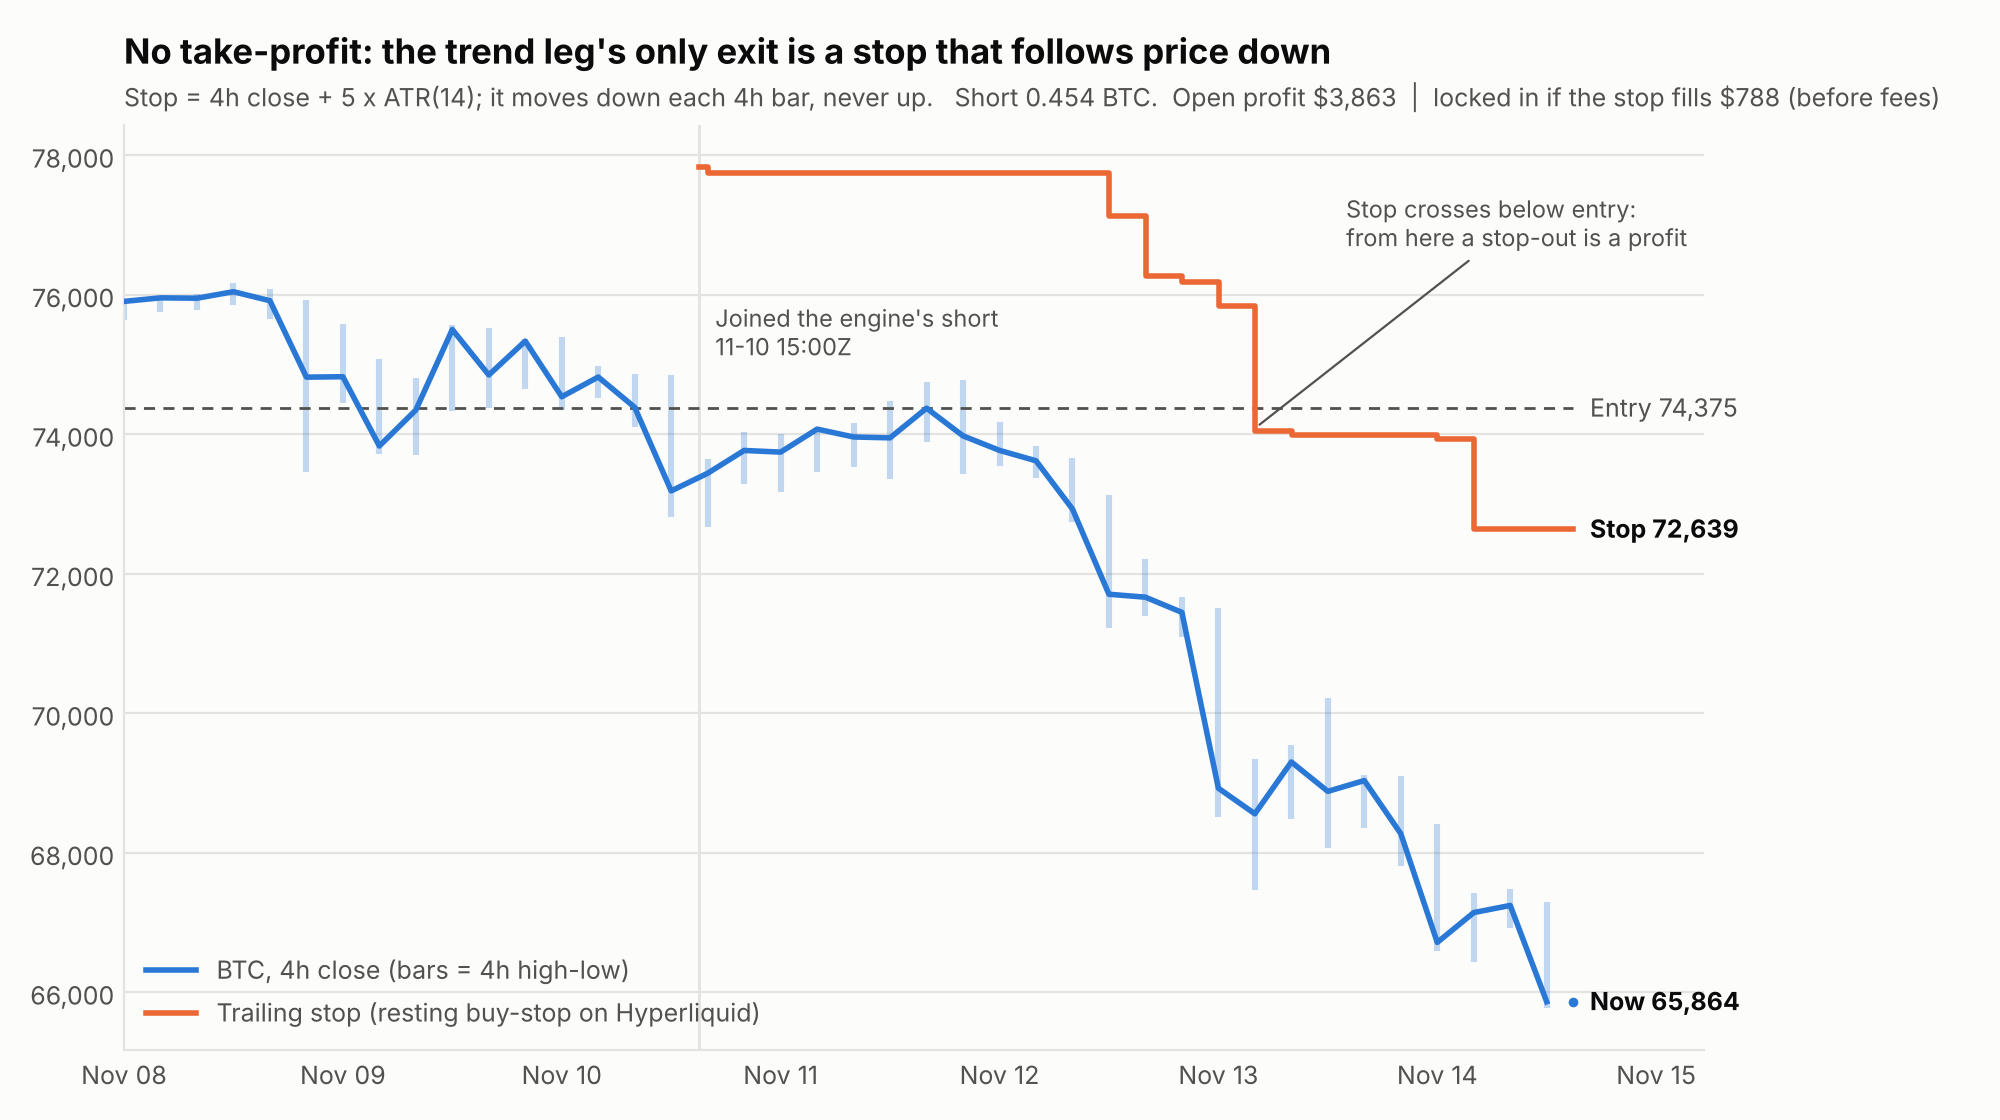 No take-profit: the trend leg's only exit is a stop that follows price down
Stop = 4h close + 5 x ATR(14); it moves down each 4h bar, never up.   Short 0.454 BTC.  Open profit $3,863  |  locked in if the stop fills $788 (before fees)
78,000
76,000
74,000
72,000
70,000
68,000
66,000
Stop crosses below entry:
from here a stop-out is a profit
Joined the engine's short
11-10 15:00Z
Entry 74,375
Stop 72,639
Now 65,864
BTC, 4h close (bars = 4h high-low)
Trailing stop (resting buy-stop on Hyperliquid)
Nov 08
Nov 09
Nov 10
Nov 11
Nov 12
Nov 13
Nov 14
Nov 15